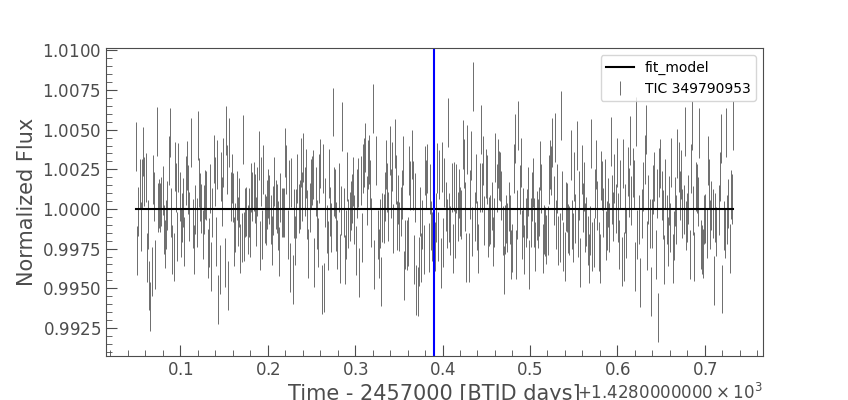 1.0100
1.0075
1.0050
1.0025
1.0000
0.9975
0.9950
0.9925
Normalized Flux
fit_model
TIC 349790953
0.1 0.2 0.3 0.4 0.5 0.6 0.7
Time - 2457000 [BTJD days]
+1.4280000000 × 10³